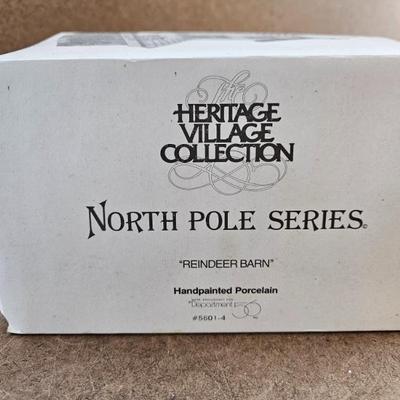 The
HERITAGE
VILLAGE
COLLECTION
NORTH POLE SERIES©
"REINDEER BARN"
Handpainted Porcelain
Department 56
#5601-4